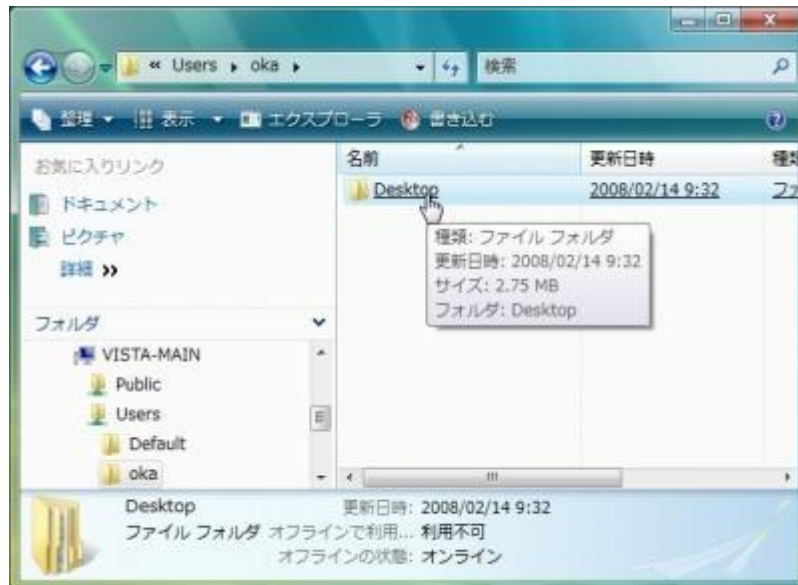 « Users ▸ oka ▸
検索
整理 表示 エクスプローラ 書き込む
お気に入りリンク
ドキュメント
ピクチャ
詳細 »
フォルダ
VISTA-MAIN
Public
Users
Default
oka
名前 更新日時 種類
Desktop 2008/02/14 9:32 ファ
種類: ファイル フォルダ
更新日時: 2008/02/14 9:32
サイズ: 2.75 MB
フォルダ: Desktop
Desktop 更新日時: 2008/02/14 9:32
ファイル フォルダ オフラインで利用... 利用不可
オフラインの状態: オンライン